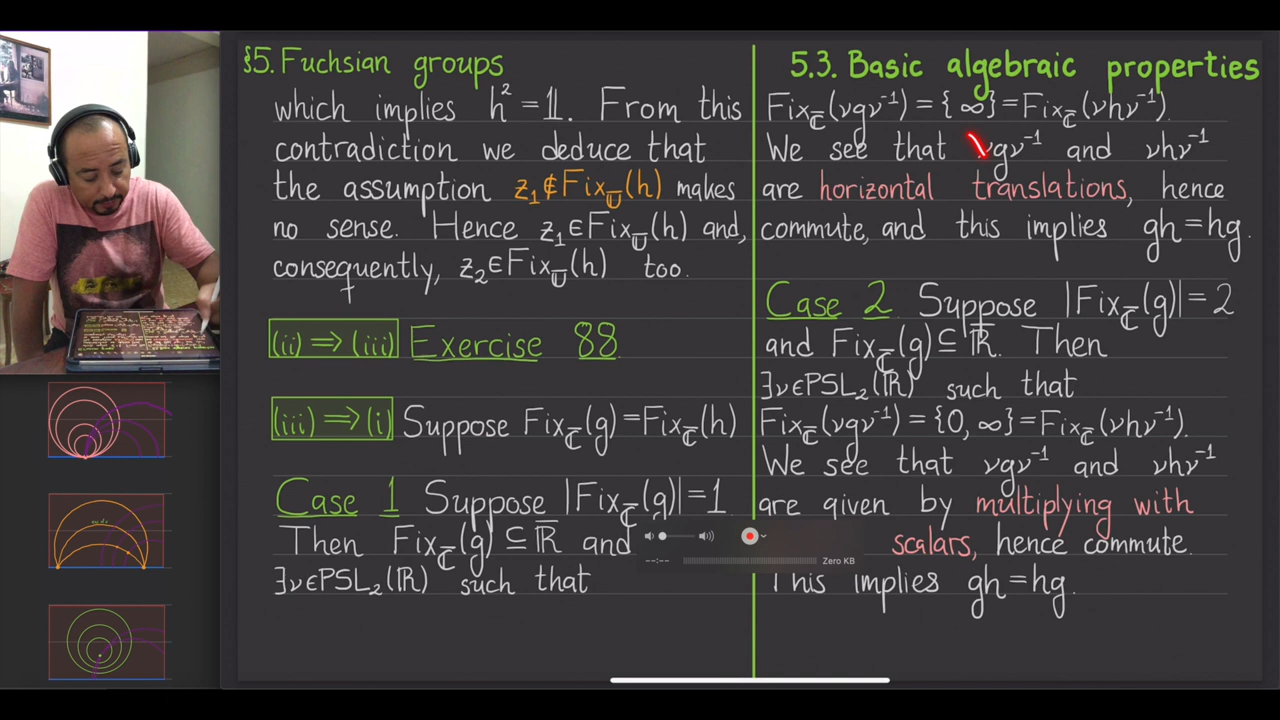 §5. Fuchsian groups
which implies h² = 1. From this
contradiction we deduce that
the assumption z₁∉Fix_𝕌̅(h) makes
no sense. Hence z₁∈Fix_𝕌̅(h) and,
consequently, z₂∈Fix_𝕌̅(h) too.
(ii) ⟹ (iii) Exercise 88
(iii) ⟹ (i) Suppose Fix_ℂ̅(g) = Fix_ℂ̅(h)
Case 1 Suppose |Fix_ℂ̅(g)| = 1
Then Fix_ℂ̅(g) ⊆ ℝ̅ and
∃ν∈PSL₂(ℝ) such that
5.3. Basic algebraic properties
Fix_ℂ̅(νgν⁻¹) = {∞} = Fix_ℂ̅(νhν⁻¹).
We see that νgν⁻¹ and νhν⁻¹
are horizontal translations, hence
commute, and this implies gh = hg.
Case 2 Suppose |Fix_ℂ̅(g)| = 2
and Fix_ℂ̅(g) ⊆ ℝ̅. Then
∃ν∈PSL₂(ℝ) such that
Fix_ℂ̅(νgν⁻¹) = {0, ∞} = Fix_ℂ̅(νhν⁻¹).
We see that νgν⁻¹ and νhν⁻¹
are given by multiplying with
scalars, hence commute.
This implies gh = hg.
--:--
Zero KB